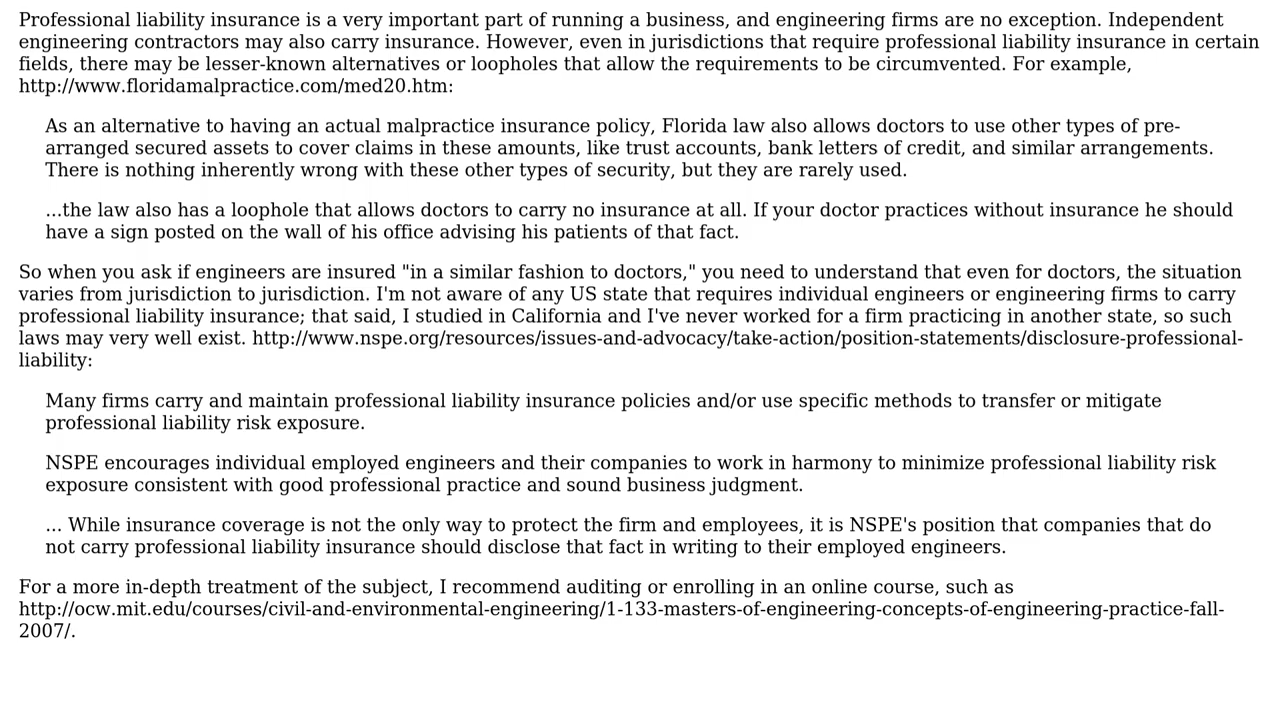 Professional liability insurance is a very important part of running a business, and engineering firms are no exception. Independent
engineering contractors may also carry insurance. However, even in jurisdictions that require professional liability insurance in certain
fields, there may be lesser-known alternatives or loopholes that allow the requirements to be circumvented. For example,
http://www.floridamalpractice.com/med20.htm:
As an alternative to having an actual malpractice insurance policy, Florida law also allows doctors to use other types of pre-
arranged secured assets to cover claims in these amounts, like trust accounts, bank letters of credit, and similar arrangements.
There is nothing inherently wrong with these other types of security, but they are rarely used.
...the law also has a loophole that allows doctors to carry no insurance at all. If your doctor practices without insurance he should
have a sign posted on the wall of his office advising his patients of that fact.
So when you ask if engineers are insured "in a similar fashion to doctors," you need to understand that even for doctors, the situation
varies from jurisdiction to jurisdiction. I'm not aware of any US state that requires individual engineers or engineering firms to carry
professional liability insurance; that said, I studied in California and I've never worked for a firm practicing in another state, so such
laws may very well exist. http://www.nspe.org/resources/issues-and-advocacy/take-action/position-statements/disclosure-professional-
liability:
Many firms carry and maintain professional liability insurance policies and/or use specific methods to transfer or mitigate
professional liability risk exposure.
NSPE encourages individual employed engineers and their companies to work in harmony to minimize professional liability risk
exposure consistent with good professional practice and sound business judgment.
... While insurance coverage is not the only way to protect the firm and employees, it is NSPE's position that companies that do
not carry professional liability insurance should disclose that fact in writing to their employed engineers.
For a more in-depth treatment of the subject, I recommend auditing or enrolling in an online course, such as
http://ocw.mit.edu/courses/civil-and-environmental-engineering/1-133-masters-of-engineering-concepts-of-engineering-practice-fall-
2007/.